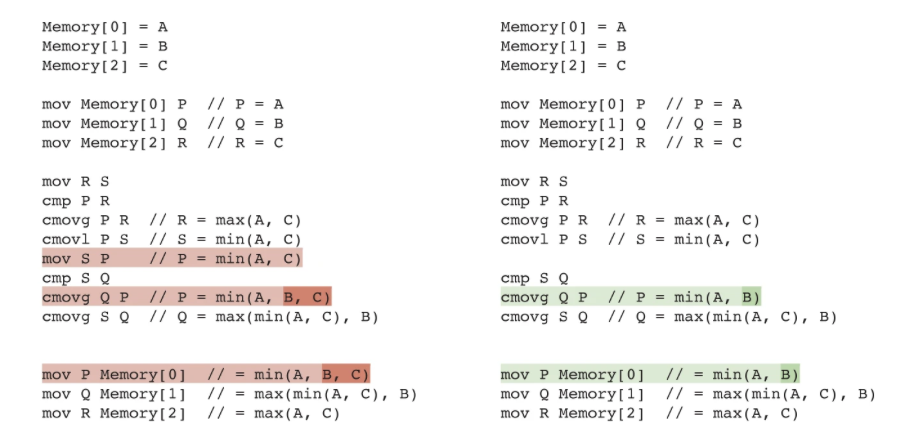 Memory[0] = A
Memory[1] = B
Memory[2] = C
mov Memory[0] P // P = A
mov Memory[1] Q // Q = B
mov Memory[2] R // R = C
mov R S
cmp P R
cmovg P R // R = max(A, C)
cmovl P S // S = min(A, C)
mov S P // P = min(A, C)
cmp S Q
cmovg Q P // P = min(A, B, C)
cmovg S Q // Q = max(min(A, C), B)
mov P Memory[0] // = min(A, B, C)
mov Q Memory[1] // = max(min(A, C), B)
mov R Memory[2] // = max(A, C)
Memory[0] = A
Memory[1] = B
Memory[2] = C
mov Memory[0] P // P = A
mov Memory[1] Q // Q = B
mov Memory[2] R // R = C
mov R S
cmp P R
cmovg P R // R = max(A, C)
cmovl P S // S = min(A, C)
cmp S Q
cmovg Q P // P = min(A, B)
cmovg S Q // Q = max(min(A, C), B)
mov P Memory[0] // = min(A, B)
mov Q Memory[1] // = max(min(A, C), B)
mov R Memory[2] // = max(A, C)